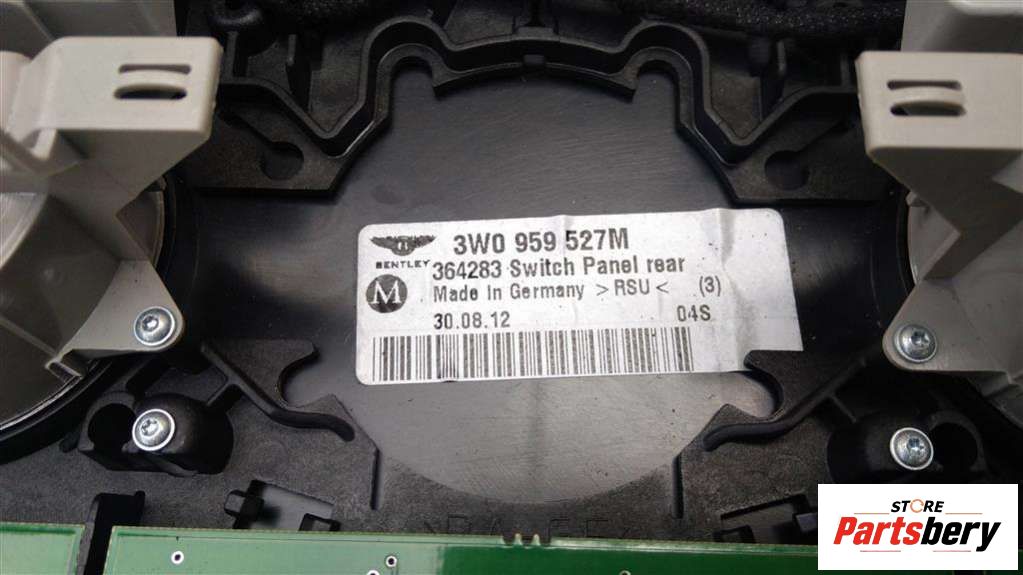 BENTLEY
3W0 959 527M
364283 Switch Panel rear
M
Made in Germany >RSU< (3)
30.08.12 04S
STORE
Partsbery